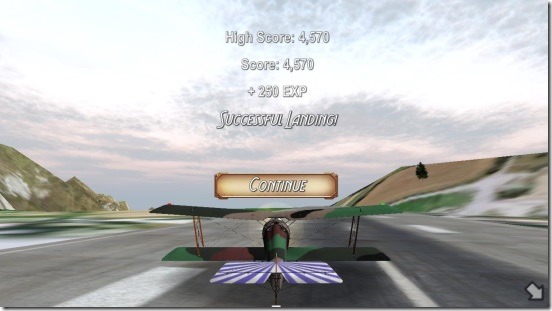 High Score: 4,570
Score: 4,570
+ 250 EXP
Successful Landing!
Continue